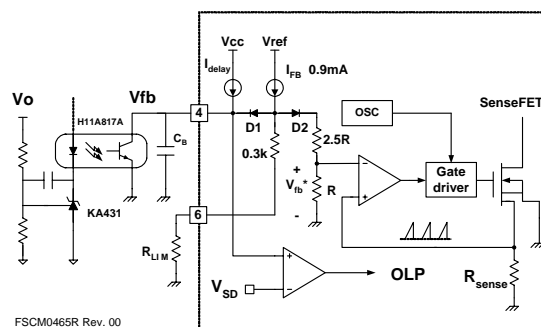 Vcc Vref
Idelay IFB 0.9mA
Vo Vfb
H11A817A
4
D1 D2
CB
2.5R
0.3k
OSC
SenseFET
+
Vfb*
-
R
-
+
Gate
driver
KA431
6
RLIM
+
-
VSD
OLP
Rsense
FSCM0465R Rev. 00